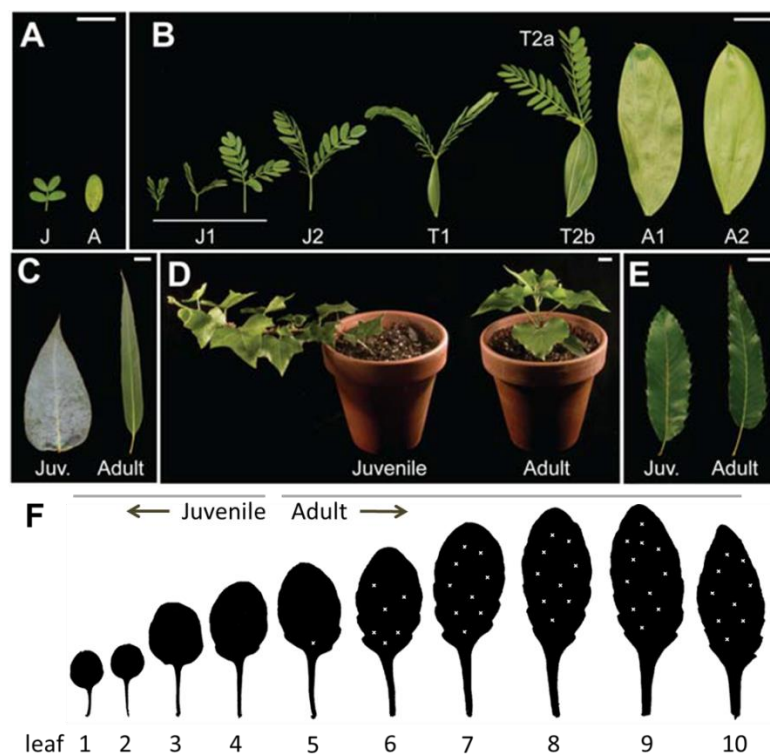 A
B
T2a
J A
J1 J2 T1 T2b A1 A2
C
D
E
Juv. Adult
Juvenile Adult
Juv. Adult
F
Juvenile Adult
leaf 1 2 3 4 5 6 7 8 9 10